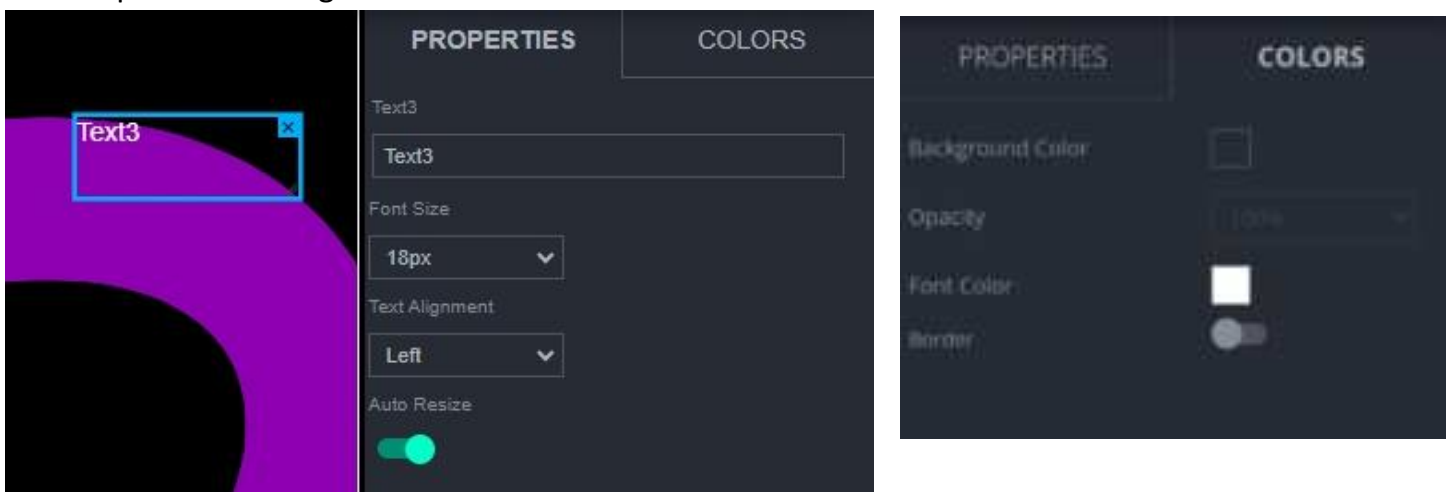 PROPERTIES COLORS
Text3
Text3
Text3
Font Size
18px
Text Alignment
Left
Auto Resize
PROPERTIES COLORS
Background Color
Opacity
100%
Font Color
Border